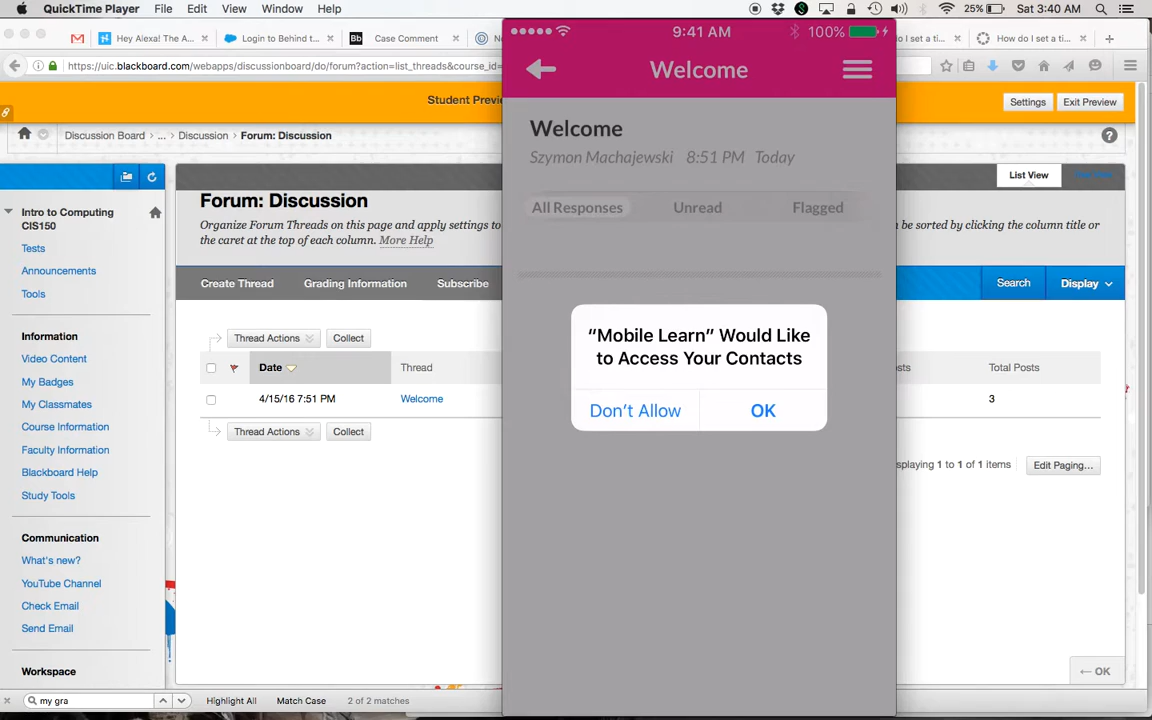 QuickTime Player File Edit View Window Help 25% Sat 3:40 AM
Hey Alexa! The Am... × Login to Behind t... × Bb Case Comment × do I set a ti... × How do I set a ti... ×
https://uic.blackboard.com/webapps/discussionboard/do/forum?action=list_threads&course_id=
Settings Exit Preview
Discussion Board > ... > Discussion > Forum: Discussion
List View
Intro to Computing
CIS150
Tests
Announcements
Tools
Information
Video Content
My Badges
My Classmates
Course Information
Faculty Information
Blackboard Help
Study Tools
Communication
What's new?
YouTube Channel
Check Email
Send Email
Workspace
Forum: Discussion
Organize Forum Threads on this page and apply settings to
be sorted by clicking the column title or
the caret at the top of each column. More Help
Create Thread Grading Information Subscribe Search Display
Thread Actions Collect
Date Thread Total Posts
4/15/16 7:51 PM Welcome 3
Thread Actions Collect
1 to 1 of 1 items Edit Paging...
← OK
9:41 AM 100%
Welcome
Welcome
Szymon Machajewski 8:51 PM Today
All Responses Unread Flagged
“Mobile Learn” Would Like
to Access Your Contacts
Don’t Allow OK
my gra Highlight All Match Case 2 of 2 matches